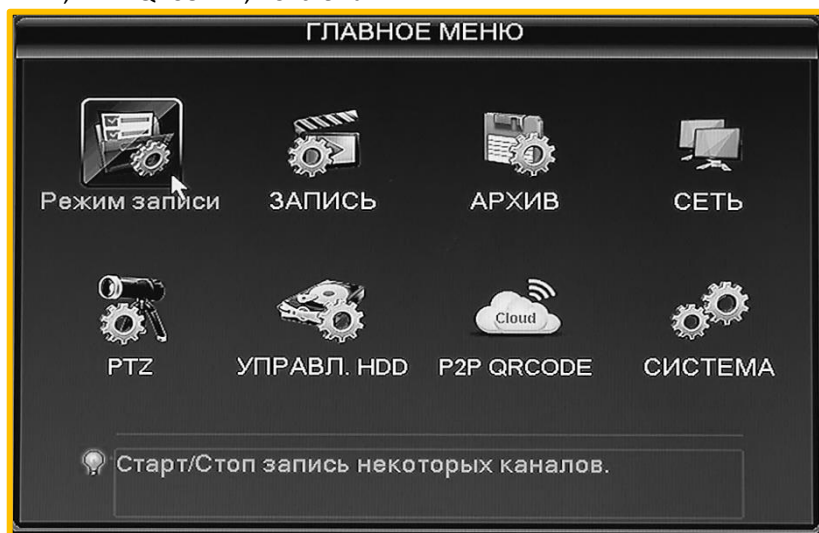 ГЛАВНОЕ МЕНЮ
Режим записи ЗАПИСЬ АРХИВ СЕТЬ
Cloud
PTZ УПРАВЛ. HDD P2P QRCODE СИСТЕМА
Старт/Стоп запись некоторых каналов.